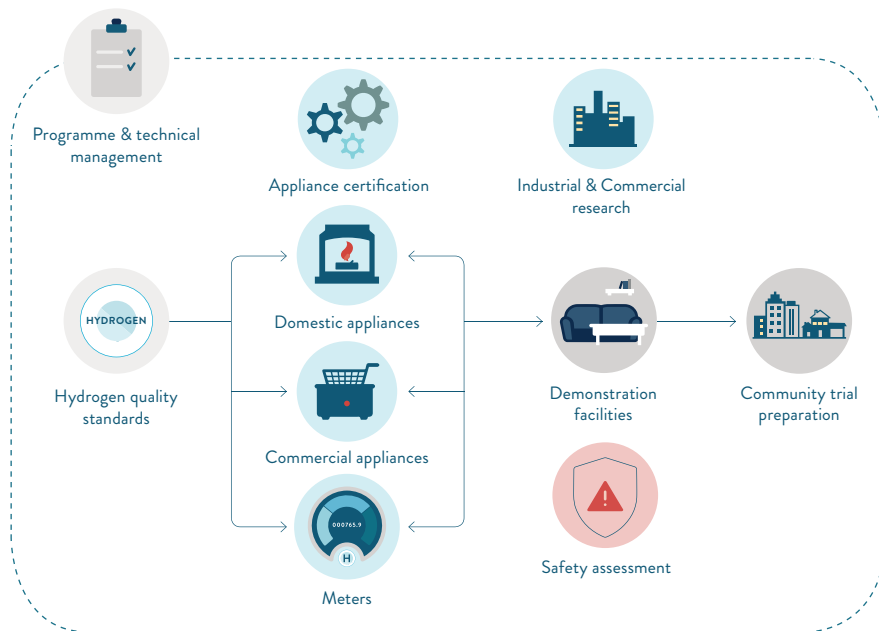 Programme & technical
management
Appliance certification
Industrial & Commercial
research
HYDROGEN
Hydrogen quality
standards
Domestic appliances
Commercial appliances
000765.9
H
Meters
Demonstration
facilities
Community trial
preparation
Safety assessment